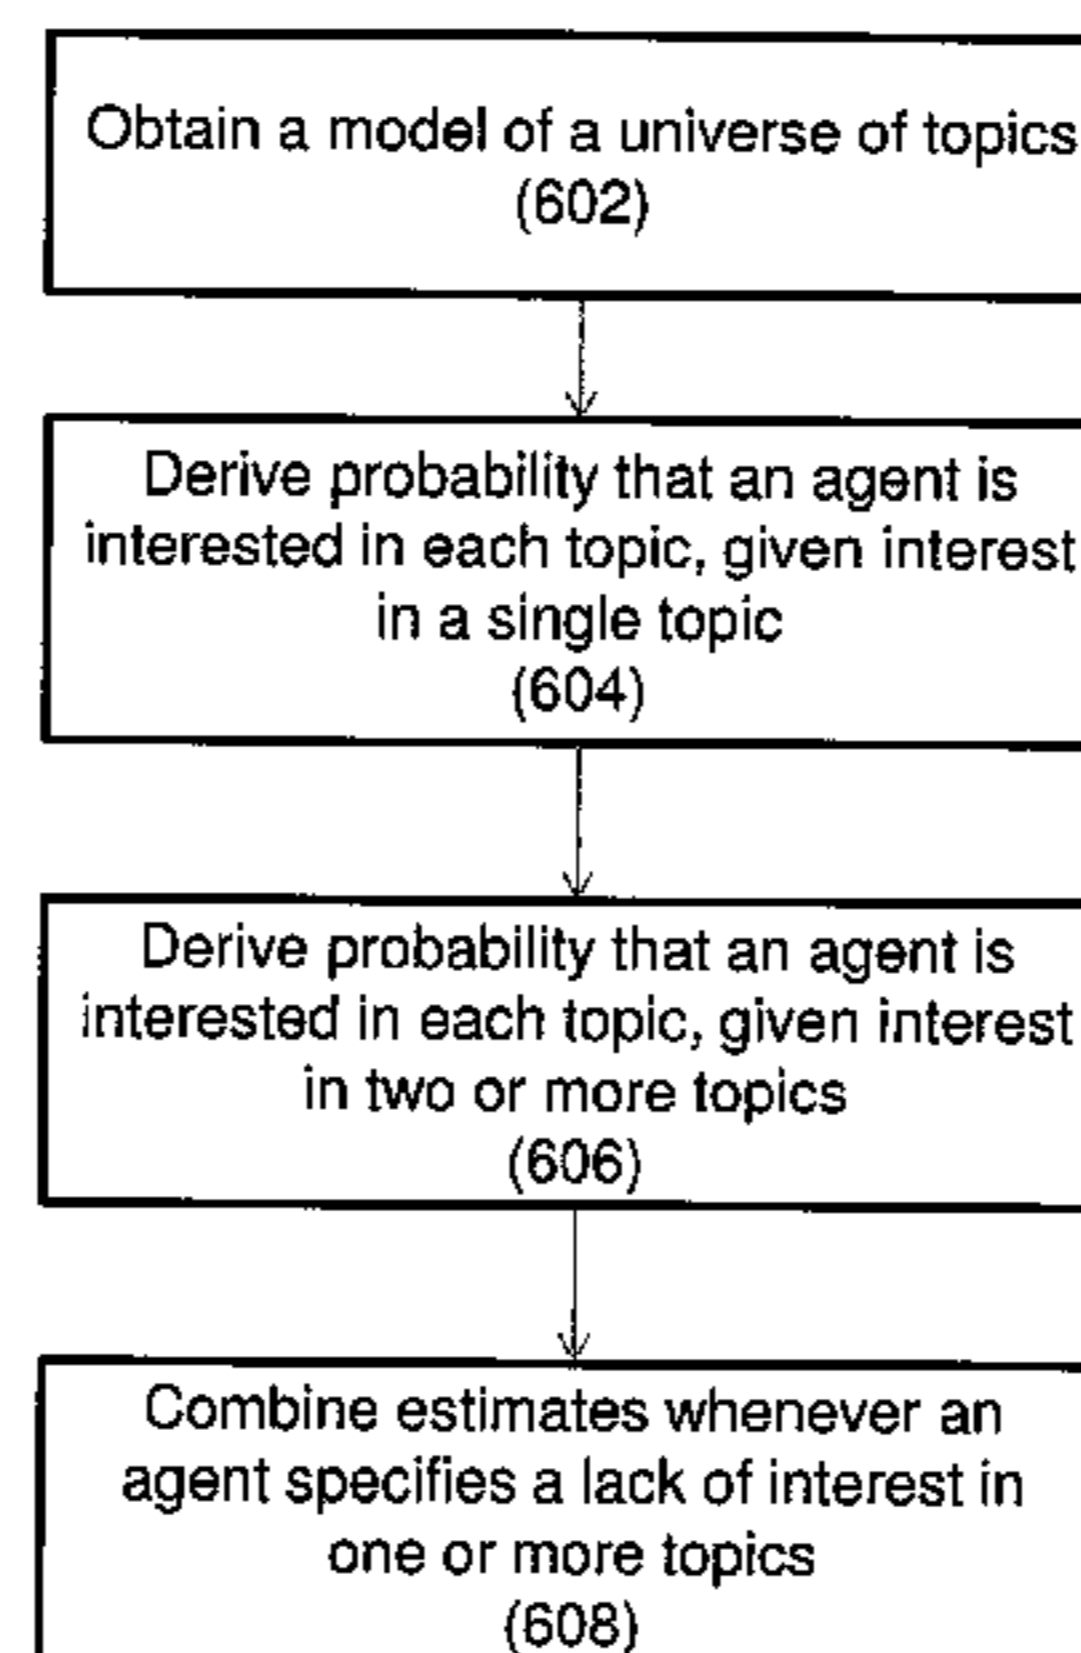 Obtain a model of a universe of topics
(602)
Derive probability that an agent is
interested in each topic, given interest
in a single topic
(604)
Derive probability that an agent is
interested in each topic, given interest
in two or more topics
(606)
Combine estimates whenever an
agent specifies a lack of interest in
one or more topics
(608)